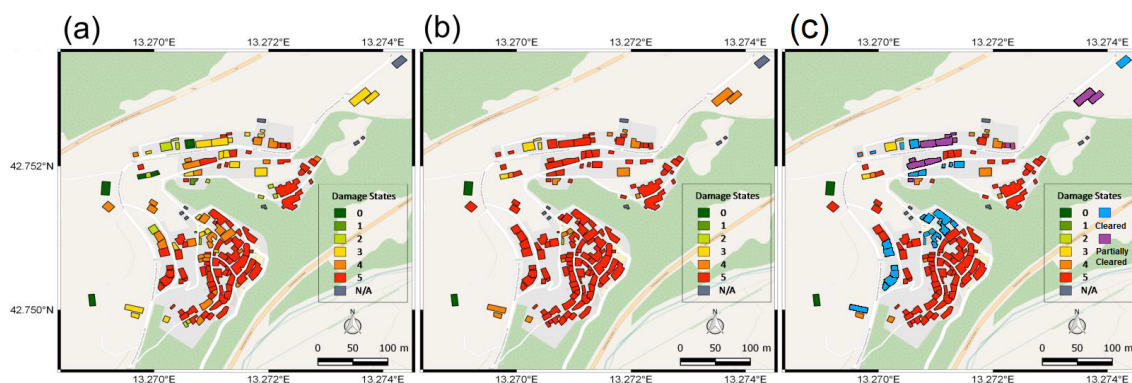 (a)
(b)
(c)
13.270°E 13.272°E 13.274°E
13.270°E 13.272°E 13.274°E
13.270°E 13.272°E 13.274°E
42.752°N
42.750°N
Damage States
0
1
2
3
4
5
N/A
N
0 50 100 m
Damage States
0
1
2
3
4
5
N/A
N
0 50 100 m
Damage States
0
1
2 Cleared
3
4 Partially
5 Cleared
N/A
N
0 50 100 m
13.270°E 13.272°E 13.274°E
13.270°E 13.272°E 13.274°E
13.270°E 13.272°E 13.274°E